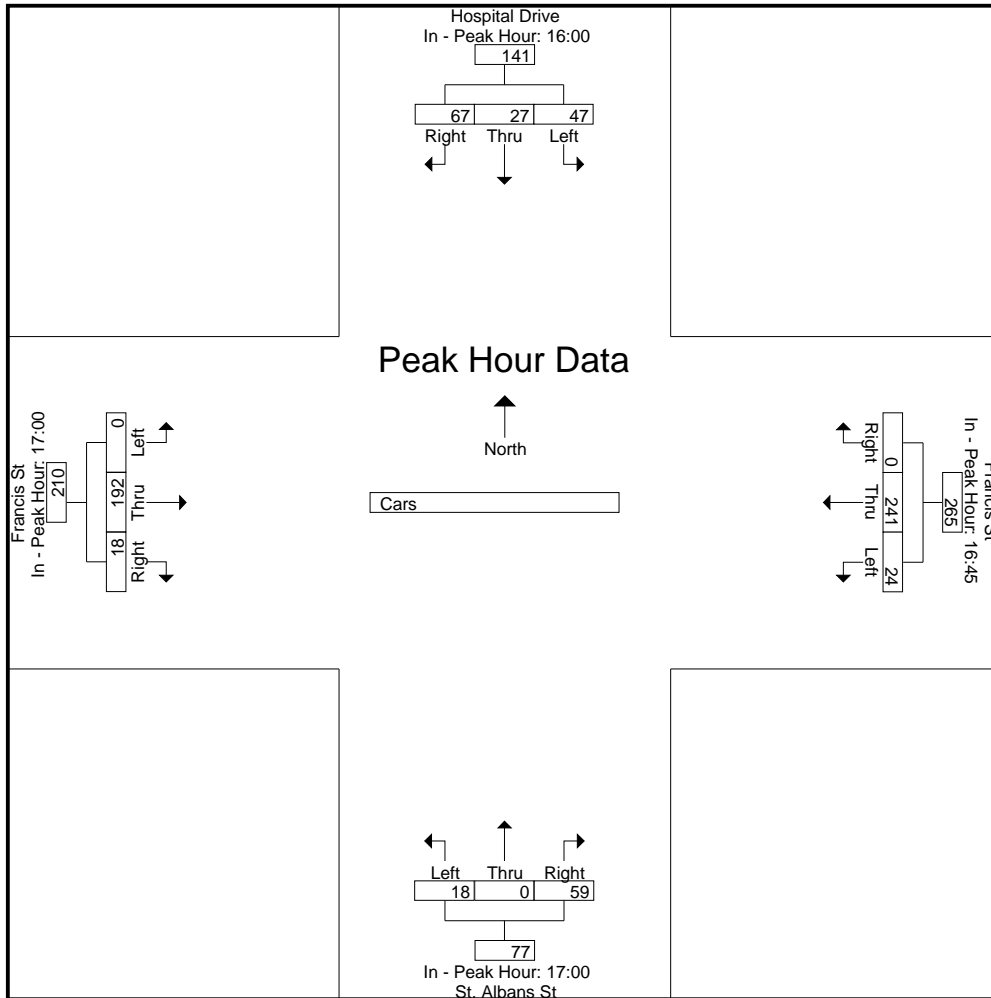 Hospital Drive
In - Peak Hour: 16:00
141
67 27 47
Right Thru Left
Peak Hour Data
North
Cars
Francis St
In - Peak Hour: 17:00
210
0 192 18
Left Thru Right
Francis St
In - Peak Hour: 16:45
265
0 241 24
Right Thru Left
Left Thru Right
18 0 59
77
In - Peak Hour: 17:00
St. Albans St